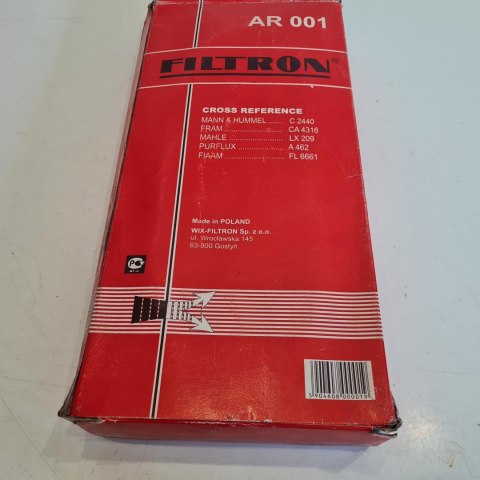 AR 001
FILTRON®
CROSS REFERENCE
MANN & HUMMEL ...... C 2440
FRAM ........................ CA 4316
MAHLE ...................... LX 209
PURFLUX .................. A 462
FIAAM ....................... FL 6661
Made in POLAND
WIX-FILTRON Sp. z o.o.
ul. Wrocławska 145
63-800 Gostyń
5904608000019